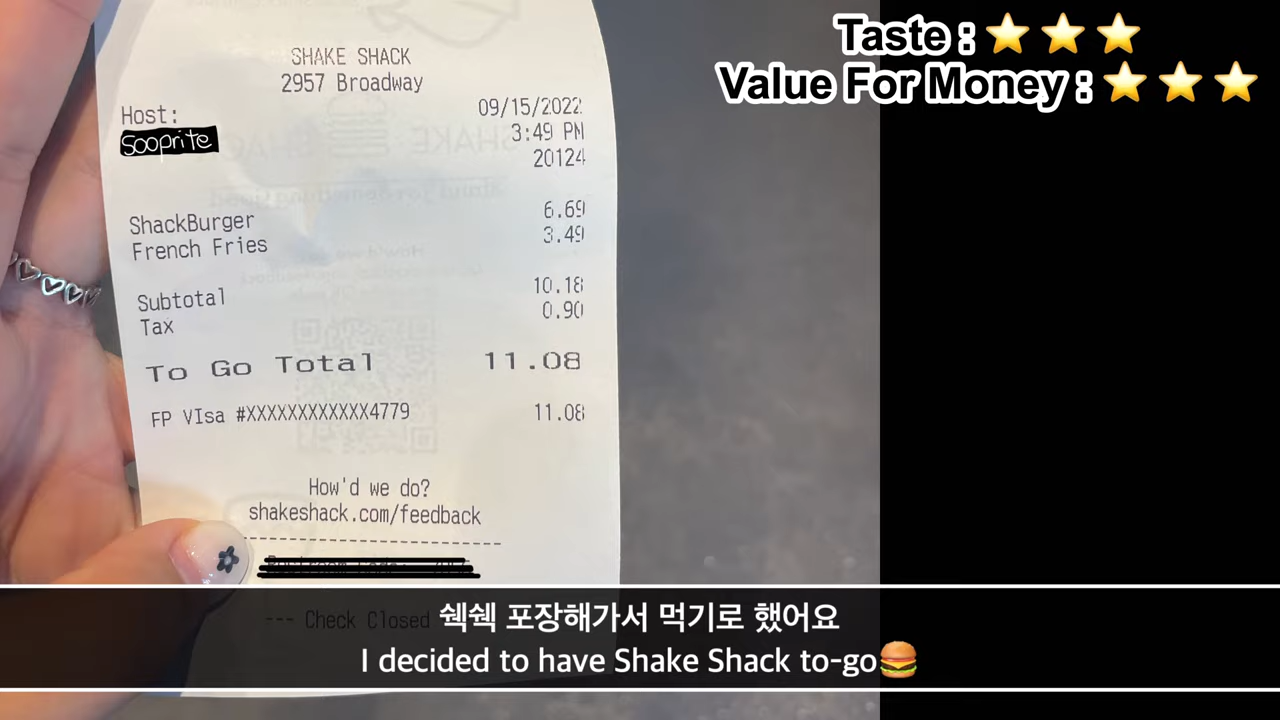 Taste : ⭐⭐⭐
Value For Money : ⭐⭐⭐
SHAKE SHACK
2957 Broadway
Host: 09/15/2022
Sooprite 3:49 PM
20124
ShackBurger 6.69
French Fries 3.49
Subtotal 10.18
Tax 0.90
To Go Total 11.08
FP VIsa #XXXXXXXXXXXX4779 11.08
How'd we do?
shakeshack.com/feedback
--- Check Closed
쉑쉑 포장해가서 먹기로 했어요
I decided to have Shake Shack to-go🍔